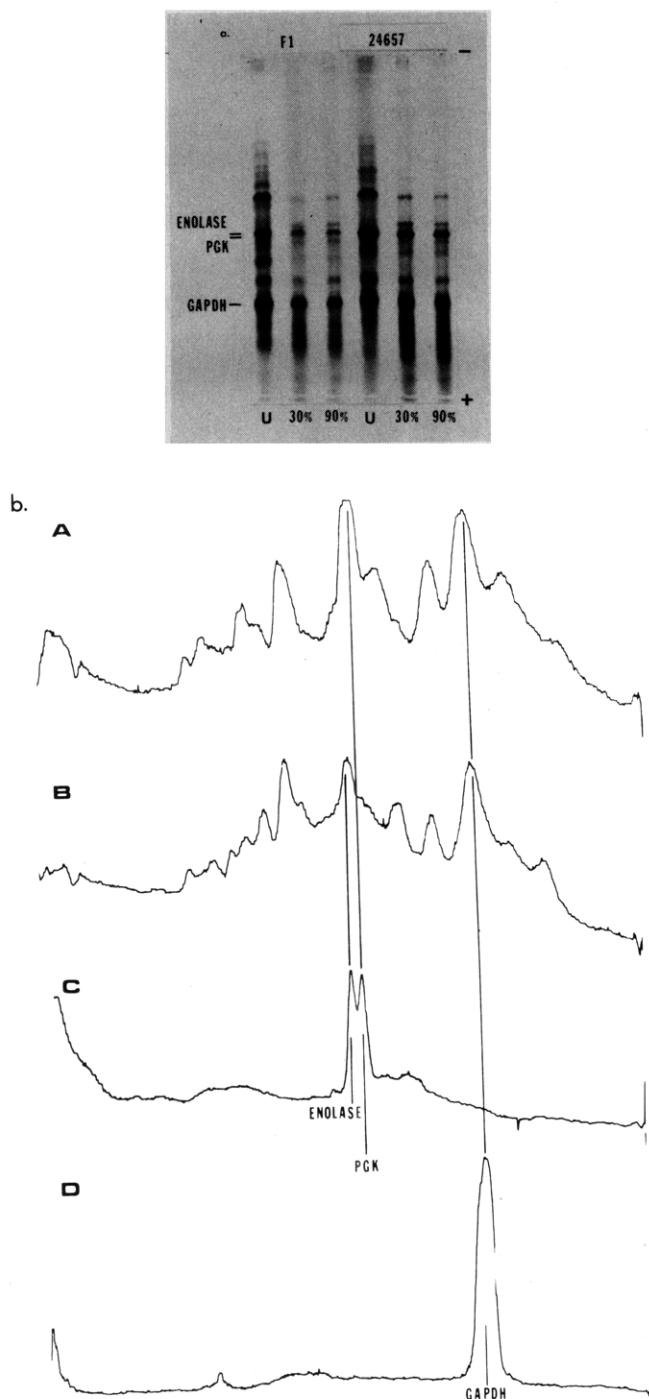 a.
F1 24657
−
ENOLASE
PGK
GAPDH
+
U 30% 90% U 30% 90%
b.
A
B
C
ENOLASE
PGK
D
GAPDH